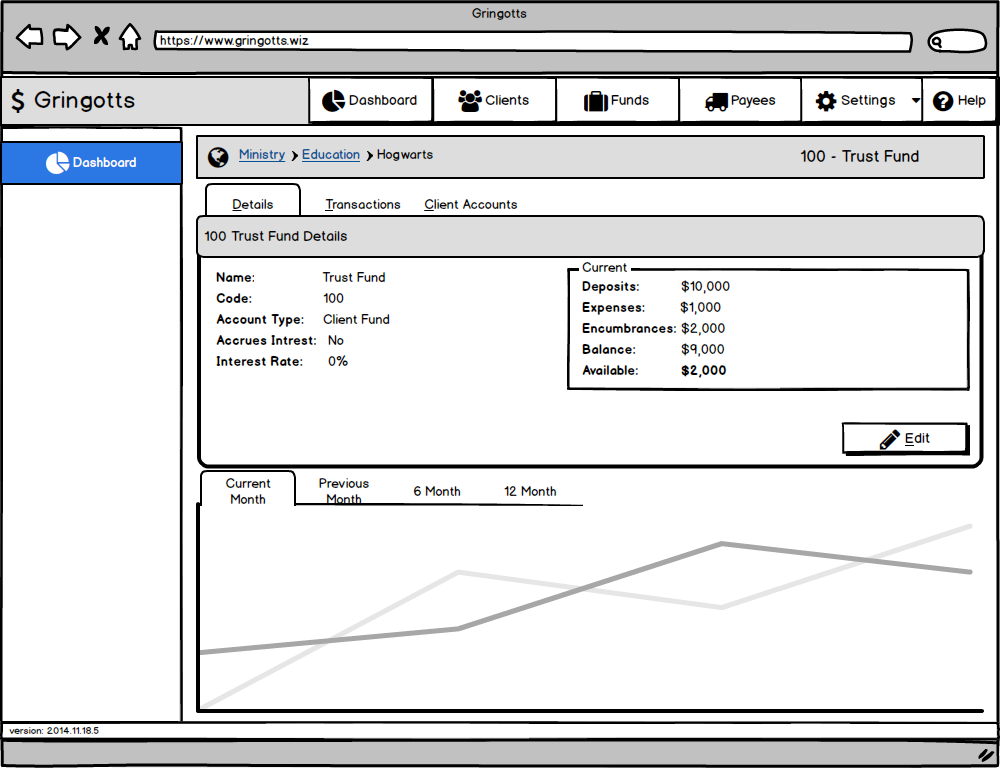 Gringotts
https://www.gringotts.wiz
$ Gringotts
Dashboard
Clients
Funds
Payees
Settings
Help
Dashboard
Ministry
Education
Hogwarts
100 - Trust Fund
Details
Transactions
Client Accounts
100 Trust Fund Details
Name: Trust Fund
Code: 100
Account Type: Client Fund
Accrues Intrest: No
Interest Rate: 0%
Current
Deposits: $10,000
Expenses: $1,000
Encumbrances: $2,000
Balance: $9,000
Available: $2,000
Edit
Current
Month
Previous
Month
6 Month
12 Month
version: 2014.11.18.5